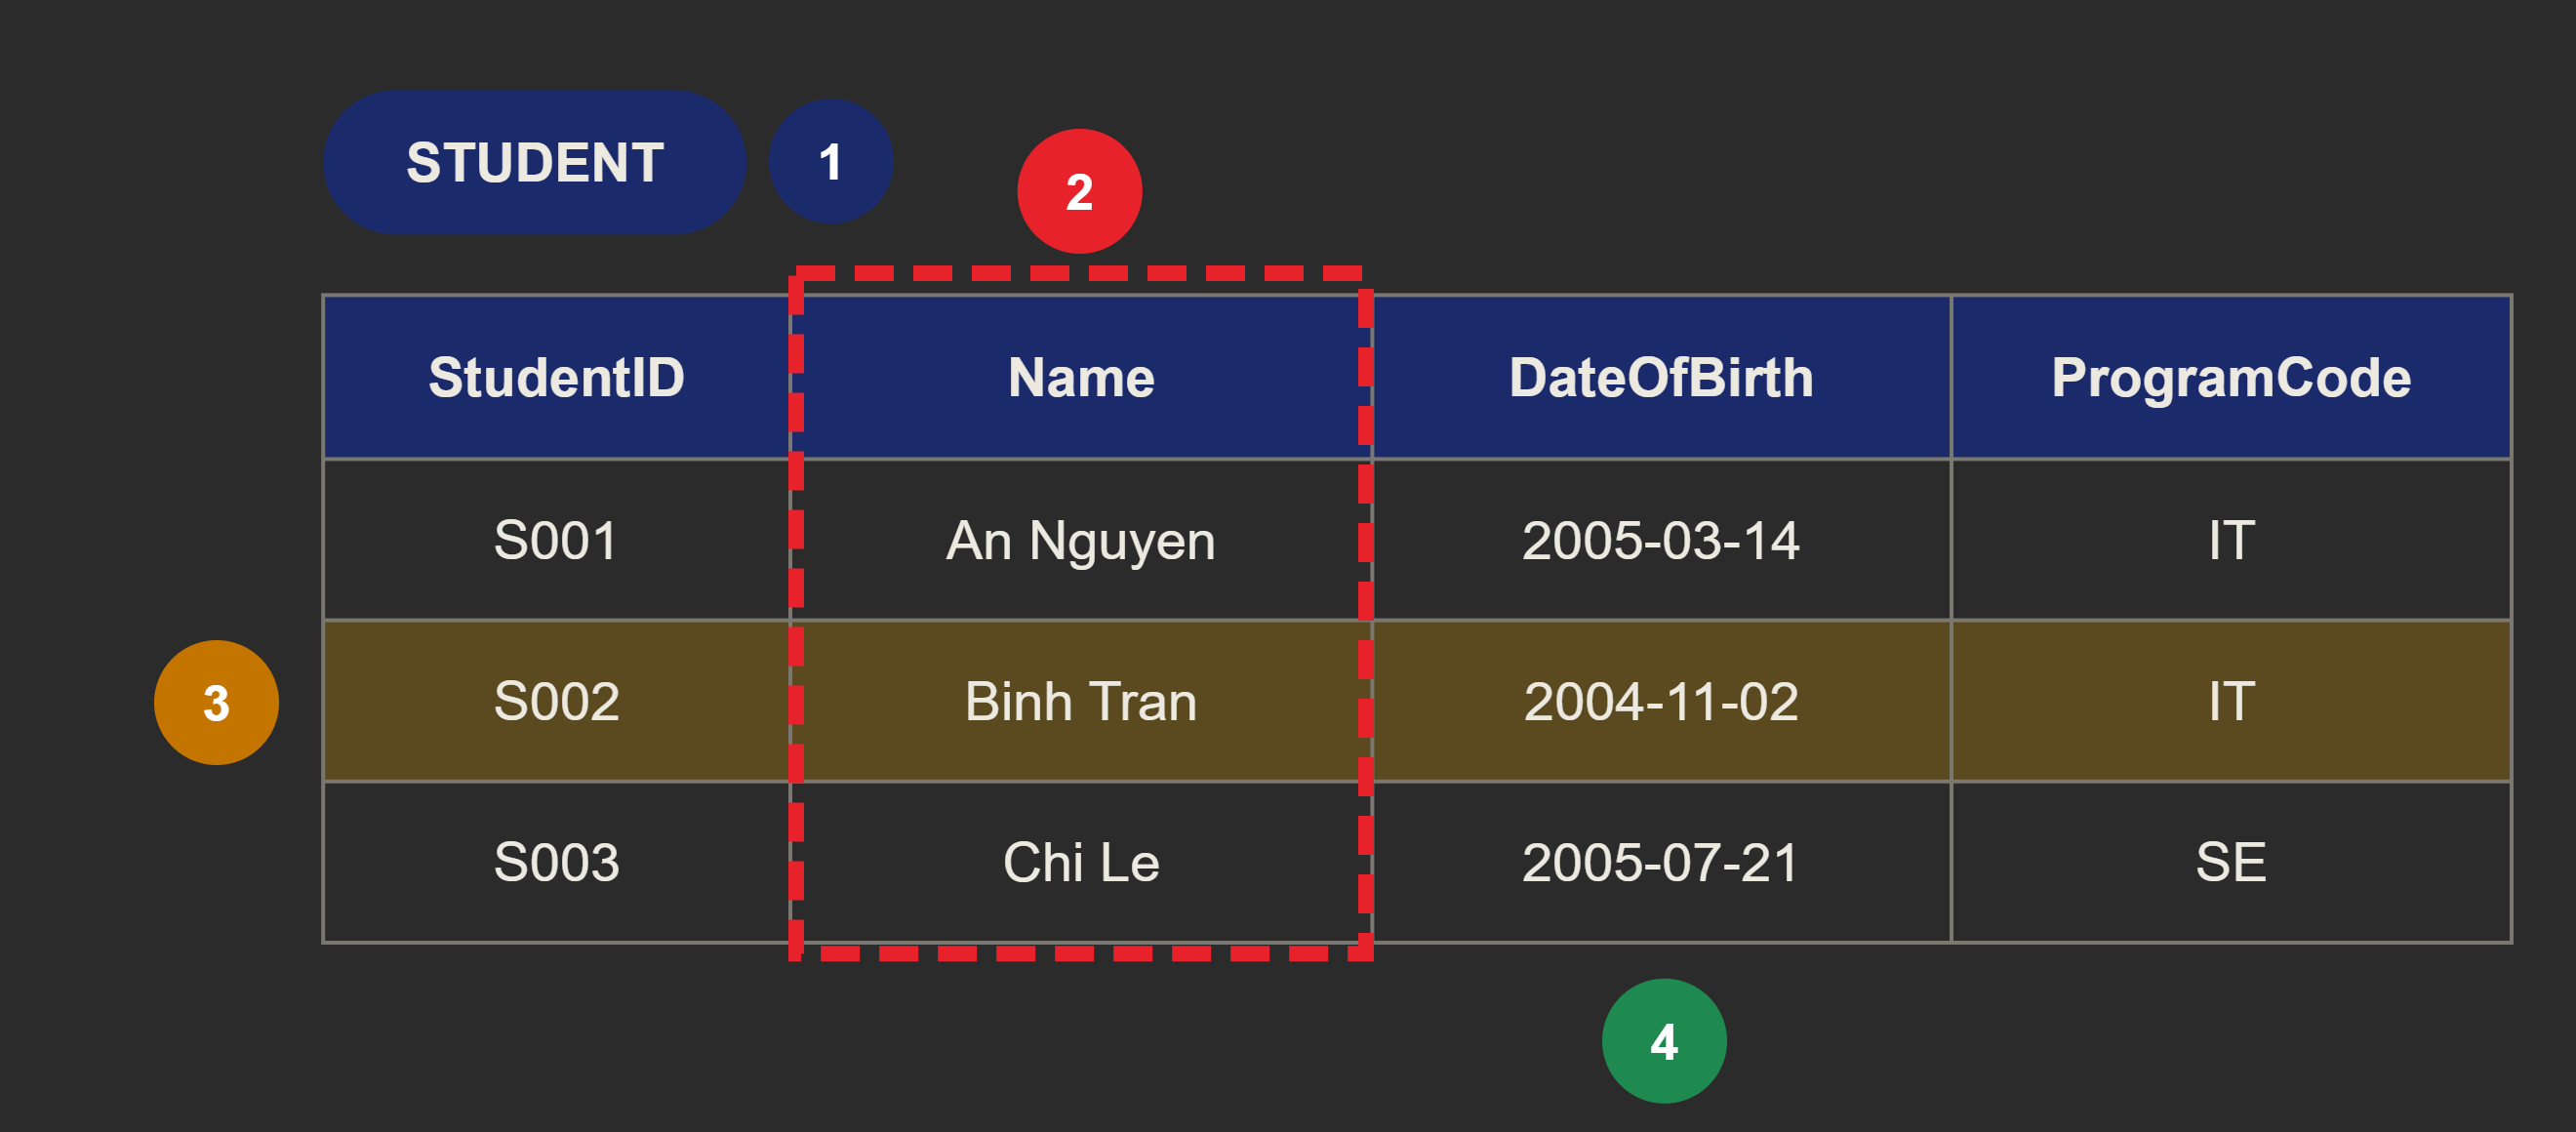 STUDENT 1
2
StudentID Name DateOfBirth ProgramCode
S001 An Nguyen 2005-03-14 IT
3 S002 Binh Tran 2004-11-02 IT
S003 Chi Le 2005-07-21 SE
4